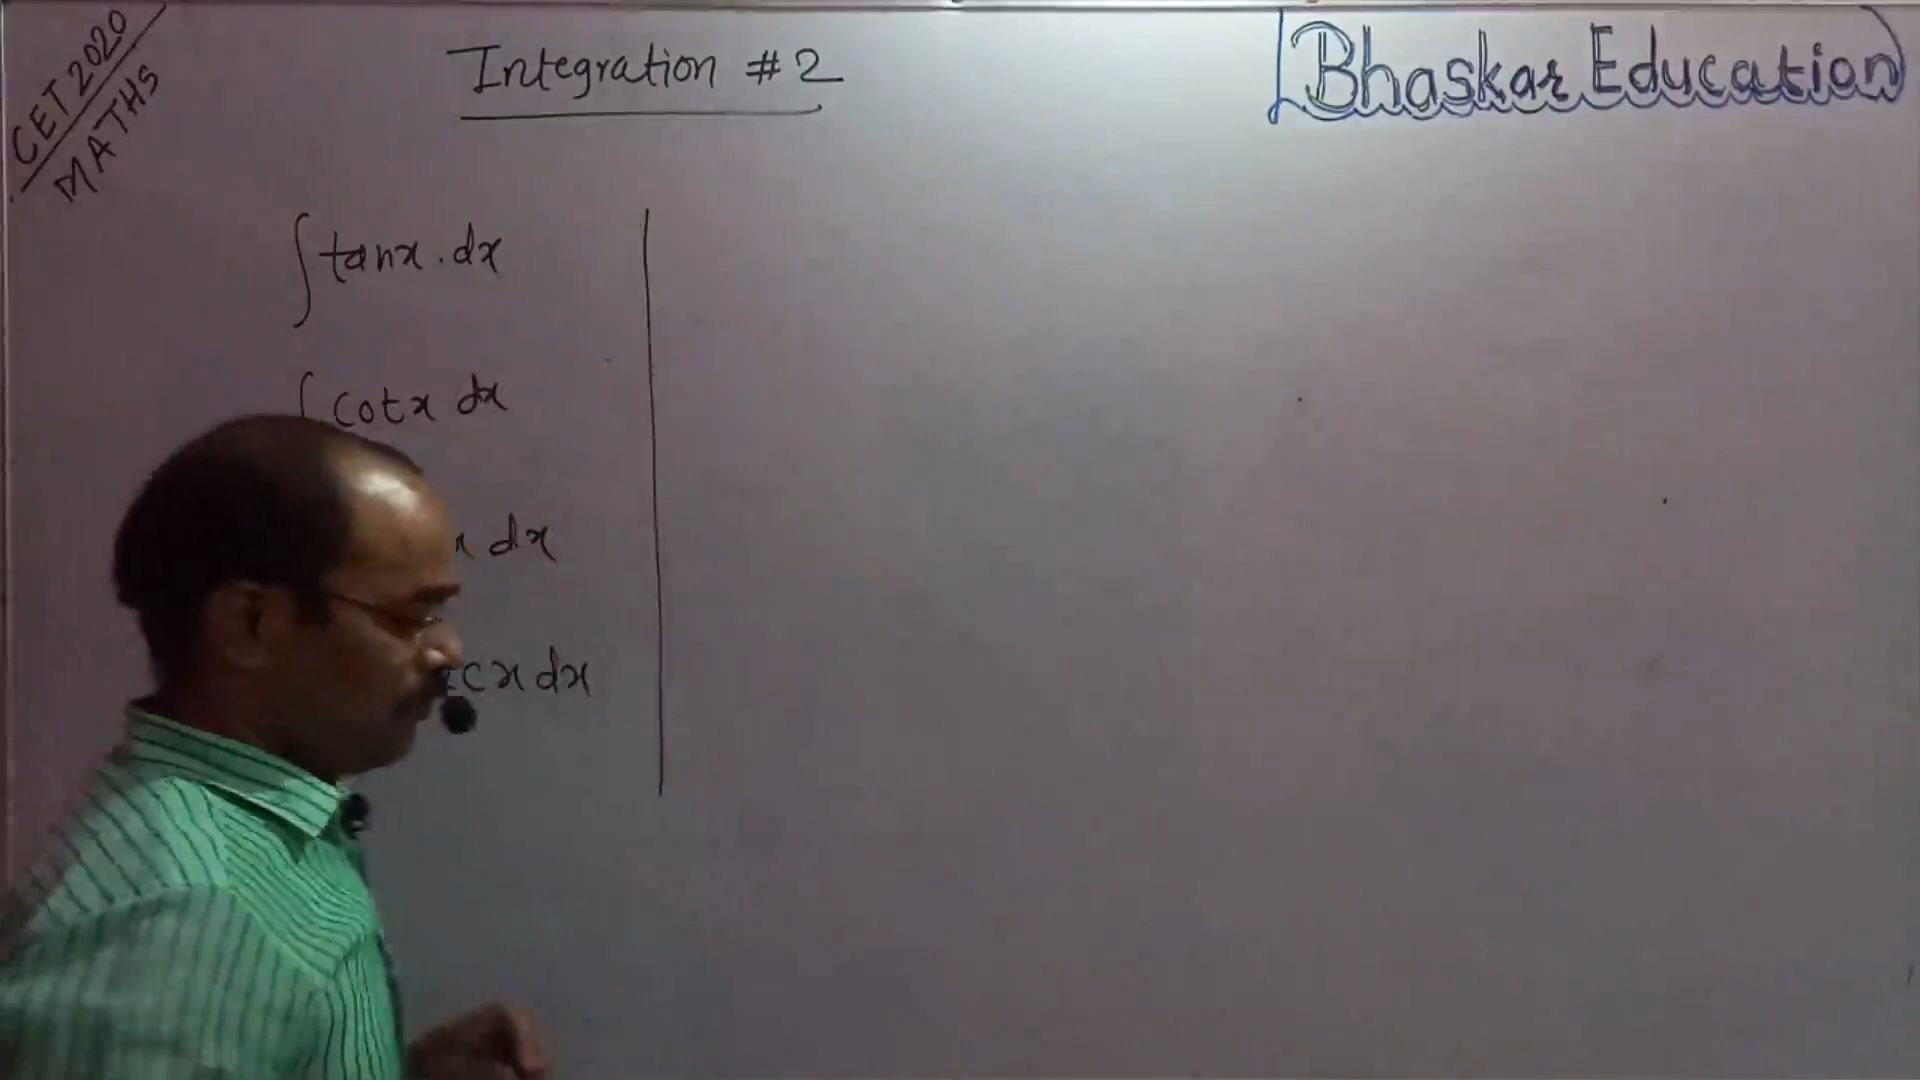 CET 2020
MATHS
Integration #2
Bhaskar Education
∫ tanx . dx
∫ cotx dx
x dx
cx dx